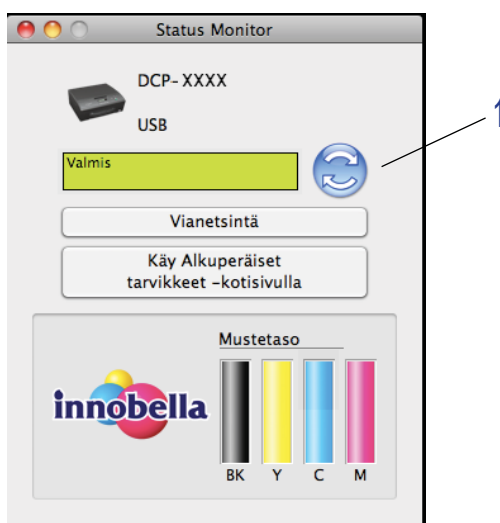 Status Monitor
DCP- XXXX
USB
Valmis
1
Vianetsintä
Käy Alkuperäiset
tarvikkeet –kotisivulla
Mustetaso
innobella
BK Y C M